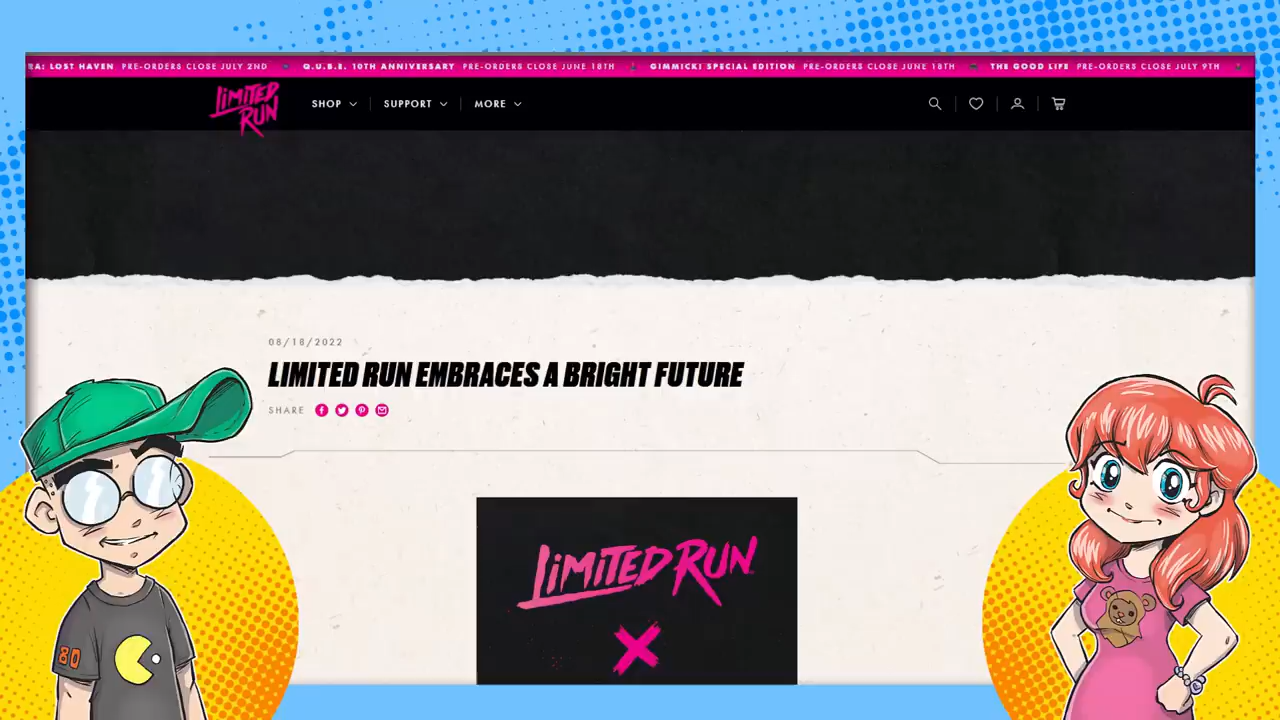 RA: LOST HAVEN PRE-ORDERS CLOSE JULY 2ND Q.U.B.E. 10TH ANNIVERSARY PRE-ORDERS CLOSE JUNE 18TH GIMMICK! SPECIAL EDITION PRE-ORDERS CLOSE JUNE 18TH THE GOOD LIFE PRE-ORDERS CLOSE JULY 9TH
LIMITED RUN
SHOP SUPPORT MORE
08/18/2022
LIMITED RUN EMBRACES A BRIGHT FUTURE
SHARE
LIMITED RUN
X
80